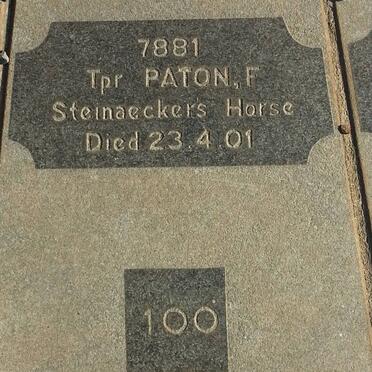 7881
Tpr PATON, F
Steinaeckers Horse
Died 23.4.01
100